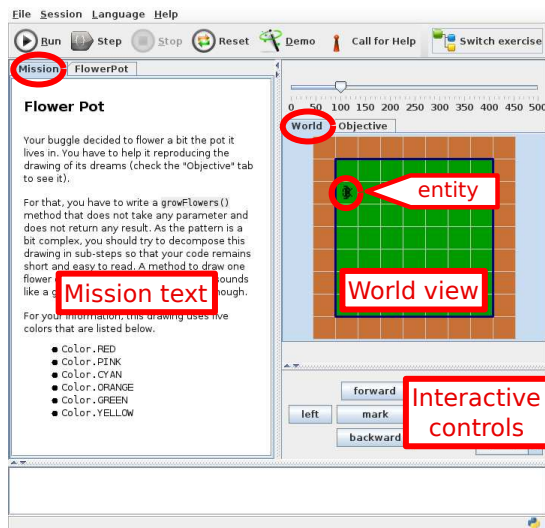 File Session Language Help
Run Step Stop Reset Demo Call for Help Switch exercise
Mission FlowerPot
Flower Pot
Your buggle decided to flower a bit the pot it
lives in. You have to help it reproducing the
drawing of its dreams (check the "Objective" tab
to see it).
For that, you have to write a growFlowers()
method that does not take any parameter and
does not return any result. As the pattern is a
bit complex, you should try to decompose this
drawing in sub-steps so that your code remains
short and easy to read. A method to draw one
flower sounds
like a ough.
Mission text
For your information, this drawing uses five
colors that are listed below.
Color.RED
Color.PINK
Color.CYAN
Color.ORANGE
Color.GREEN
Color.YELLOW
0 50 100 150 200 250 300 350 400 450 500
World Objective
entity
World view
forward
left mark
backward
Interactive
controls